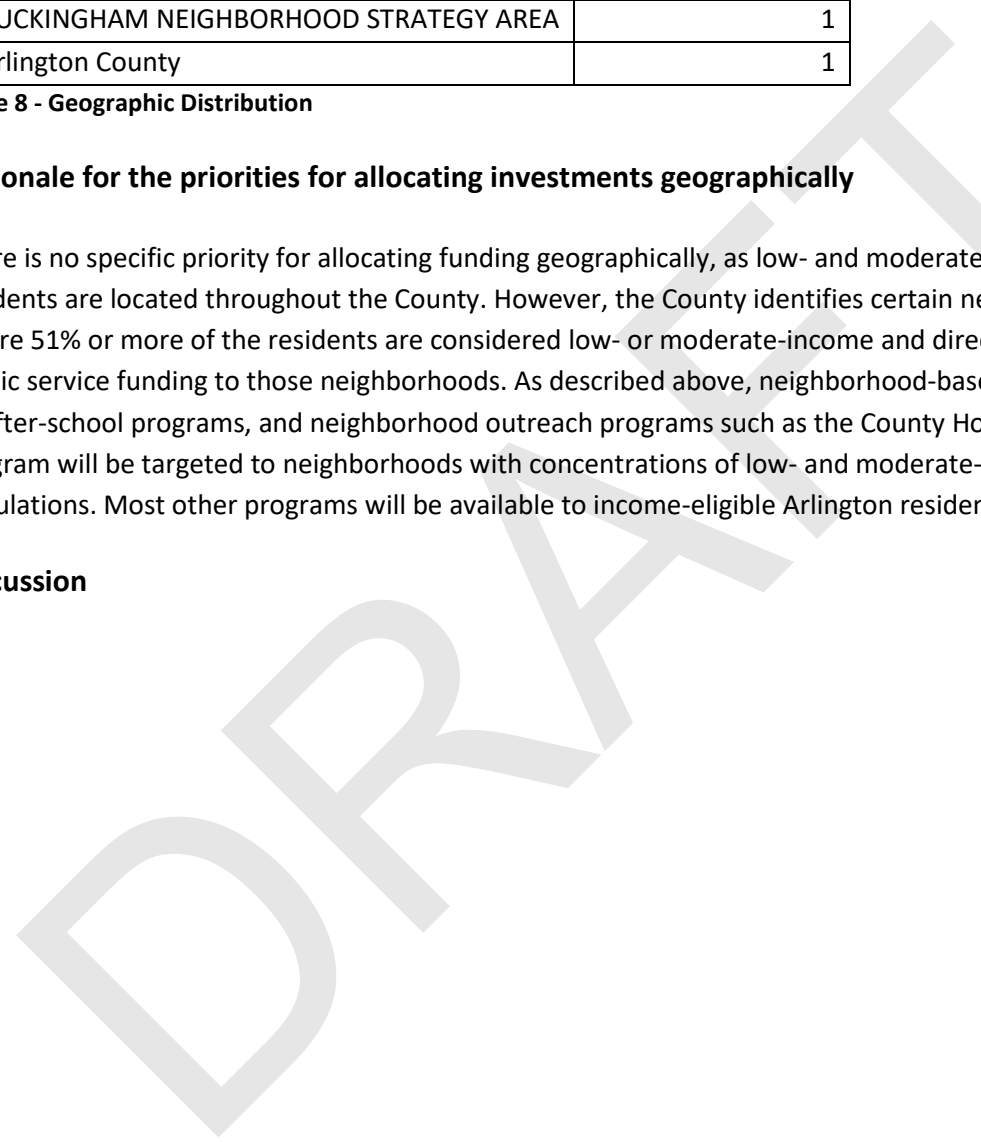 UCKINGHAM NEIGHBORHOOD STRATEGY AREA 1
rlington County 1
e 8 - Geographic Distribution
onale for the priorities for allocating investments geographically
re is no specific priority for allocating funding geographically, as low- and moderate
dents are located throughout the County. However, the County identifies certain ne
re 51% or more of the residents are considered low- or moderate-income and direc
ic service funding to those neighborhoods. As described above, neighborhood-base
fter-school programs, and neighborhood outreach programs such as the County Ho
gram will be targeted to neighborhoods with concentrations of low- and moderate-
ulations. Most other programs will be available to income-eligible Arlington residen
cussion
DRAFT